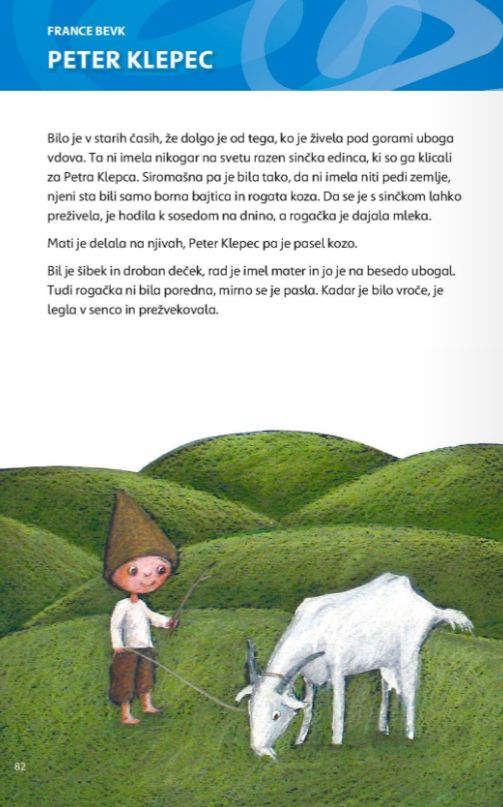 FRANCE BEVK
PETER KLEPEC
Bilo je v starih časih, že dolgo je od tega, ko je živela pod gorami uboga
vdova. Ta ni imela nikogar na svetu razen sinčka edinca, ki so ga klicali
za Petra Klepca. Siromašna pa je bila tako, da ni imela niti pedi zemlje,
njeni sta bili samo borna bajtica in rogata koza. Da se je s sinčkom lahko
preživela, je hodila k sosedom na dnino, a rogačka je dajala mleka.
Mati je delala na njivah, Peter Klepec pa je pasel kozo.
Bil je šibek in droban deček, rad je imel mater in jo je na besedo ubogal.
Tudi rogačka ni bila poredna, mirno se je pasla. Kadar je bilo vroče, je
legla v senco in prežvekovala.
82